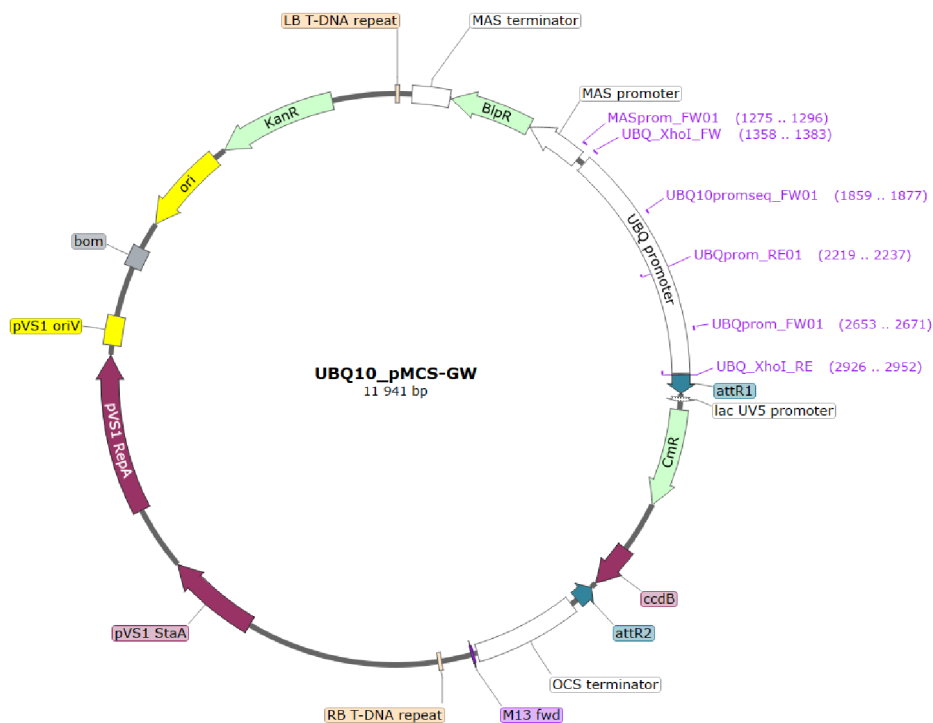 LB T-DNA repeat
MAS terminator
KanR
BlpR
MAS promoter
MASprom_FW01 (1275 .. 1296)
UBQ_XhoI_FW (1358 .. 1383)
ori
UBQ10promseq_FW01 (1859 .. 1877)
UBQ promoter
bom
UBQprom_RE01 (2219 .. 2237)
pVS1 oriV
UBQprom_FW01 (2653 .. 2671)
UBQ10_pMCS-GW
11 941 bp
UBQ_XhoI_RE (2926 .. 2952)
attR1
lac UV5 promoter
pVS1 RepA
CmR
ccdB
pVS1 StaA
attR2
OCS terminator
RB T-DNA repeat
M13 fwd